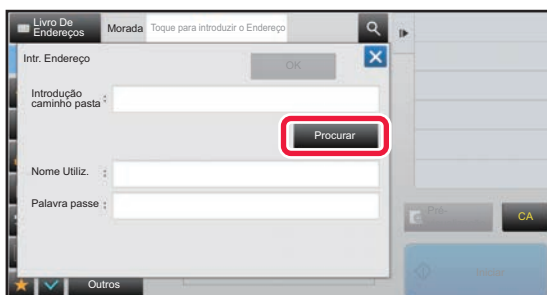 Livro De
Endereços
Morada
Toque para introduzir o Endereço
Intr. Endereço
OK
Introdução
caminho pasta :
Procurar
Nome Utiliz. :
Palavra passe :
Pré-
CA
Outros